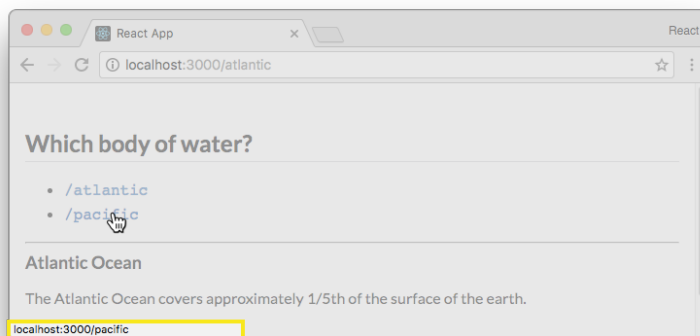 React App
React
localhost:3000/atlantic
Which body of water?
/atlantic
/pacific
Atlantic Ocean
The Atlantic Ocean covers approximately 1/5th of the surface of the earth.
localhost:3000/pacific